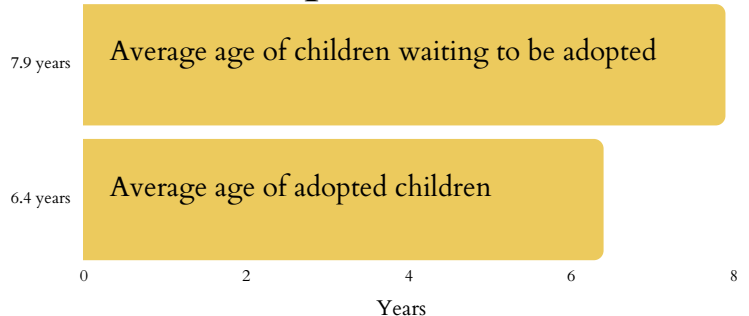 7.9 years
Average age of children waiting to be adopted
6.4 years
Average age of adopted children
0 2 4 6 8
Years